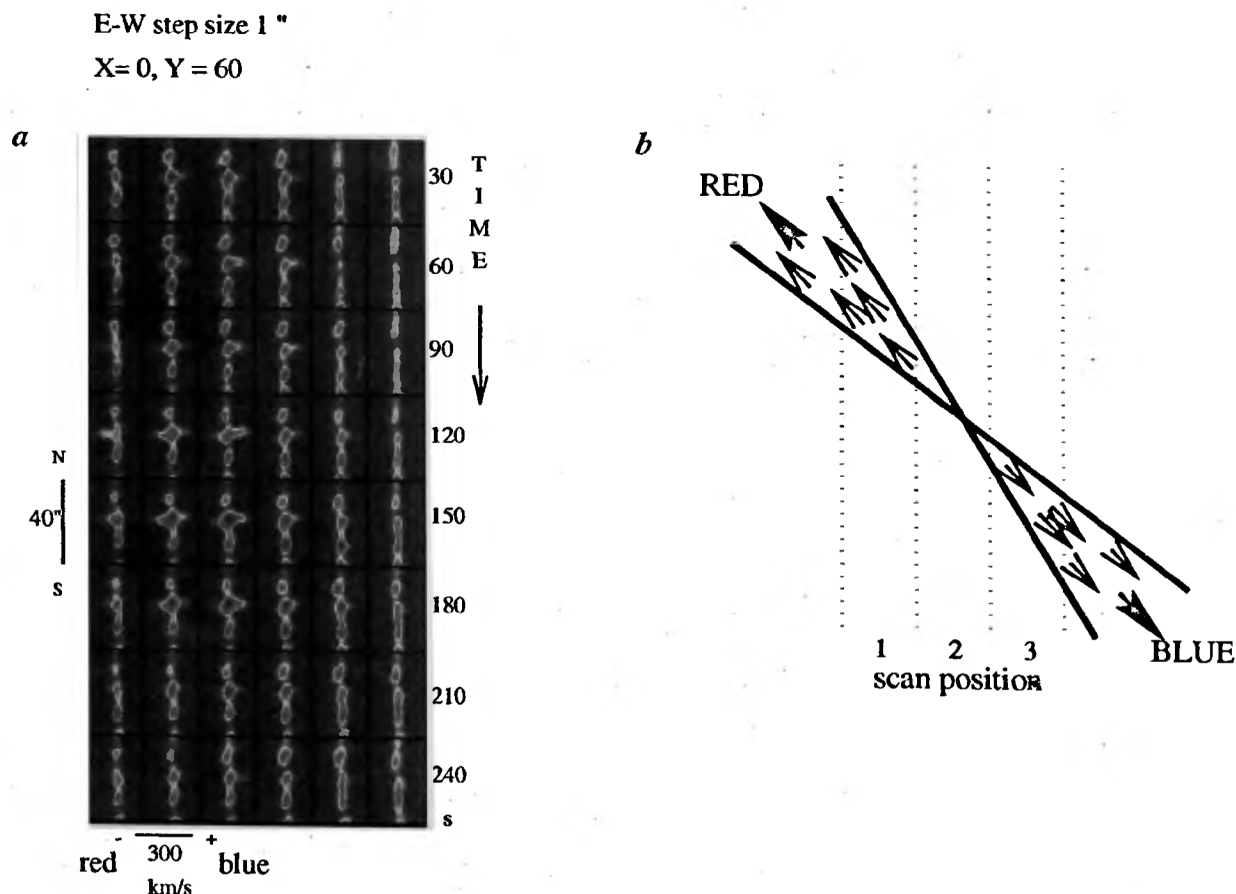 E-W step size 1 "
X= 0, Y = 60
a
T
I
M
E
30
60
90
120
150
180
210
240
s
N
40"
S
- +
red 300 blue
km/s
b
RED
BLUE
1 2 3
scan position